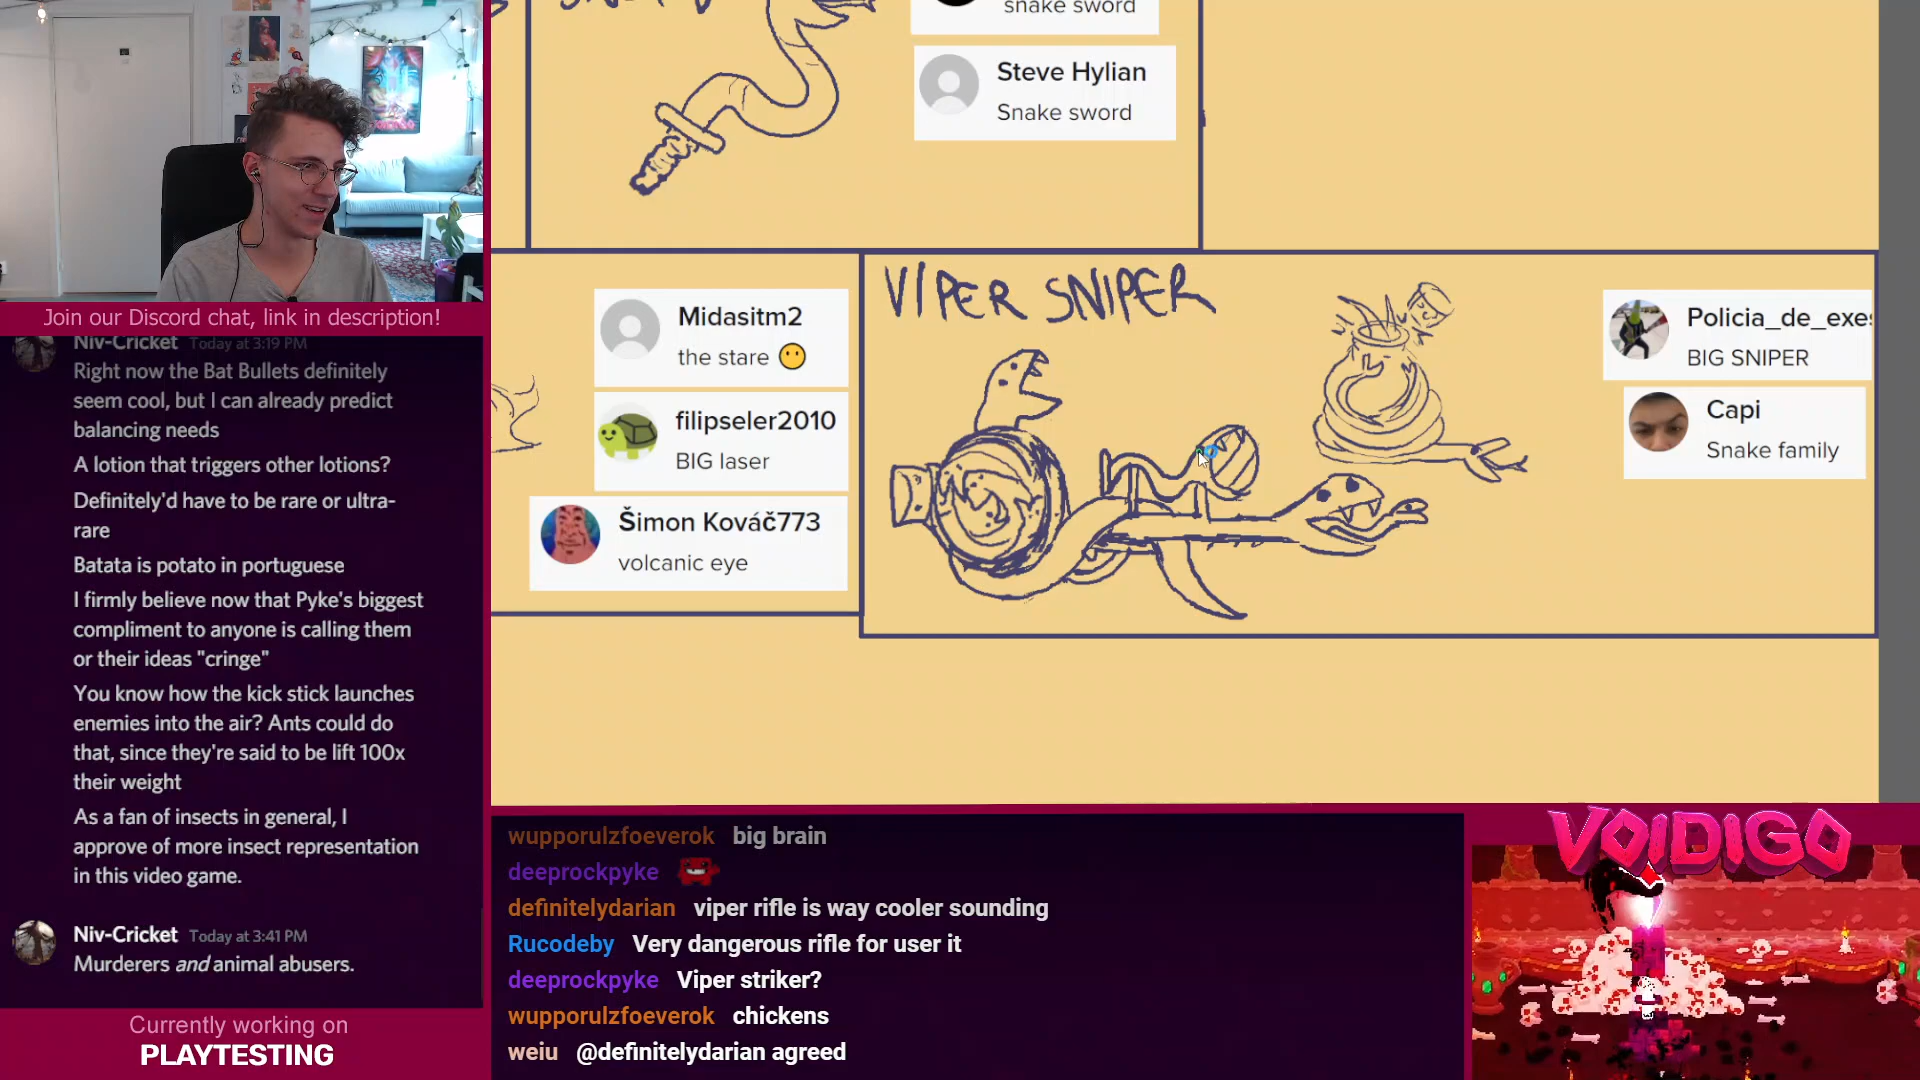 snake sword
Steve Hylian
Snake sword
Join our Discord chat, link in description!
Niv-Cricket Today at 3:19 PM
Right now the Bat Bullets definitely
seem cool, but I can already predict
balancing needs
A lotion that triggers other lotions?
Definitely'd have to be rare or ultra-
rare
Batata is potato in portuguese
I firmly believe now that Pyke's biggest
compliment to anyone is calling them
or their ideas "cringe"
You know how the kick stick launches
enemies into the air? Ants could do
that, since they're said to be lift 100x
their weight
As a fan of insects in general, I
approve of more insect representation
in this video game.
Niv-Cricket Today at 3:41 PM
Murderers and animal abusers.
Currently working on
PLAYTESTING
Midasitm2
the stare 😶
filipseler2010
BIG laser
Šimon Kováč773
volcanic eye
VIPER SNIPER
Policia_de_exe
BIG SNIPER
Capi
Snake family
wupporulzfoeverok big brain
deeprockpyke
definitelydarian viper rifle is way cooler sounding
Rucodeby Very dangerous rifle for user it
deeprockpyke Viper striker?
wupporulzfoeverok chickens
weiu @definitelydarian agreed
VOIDIGO